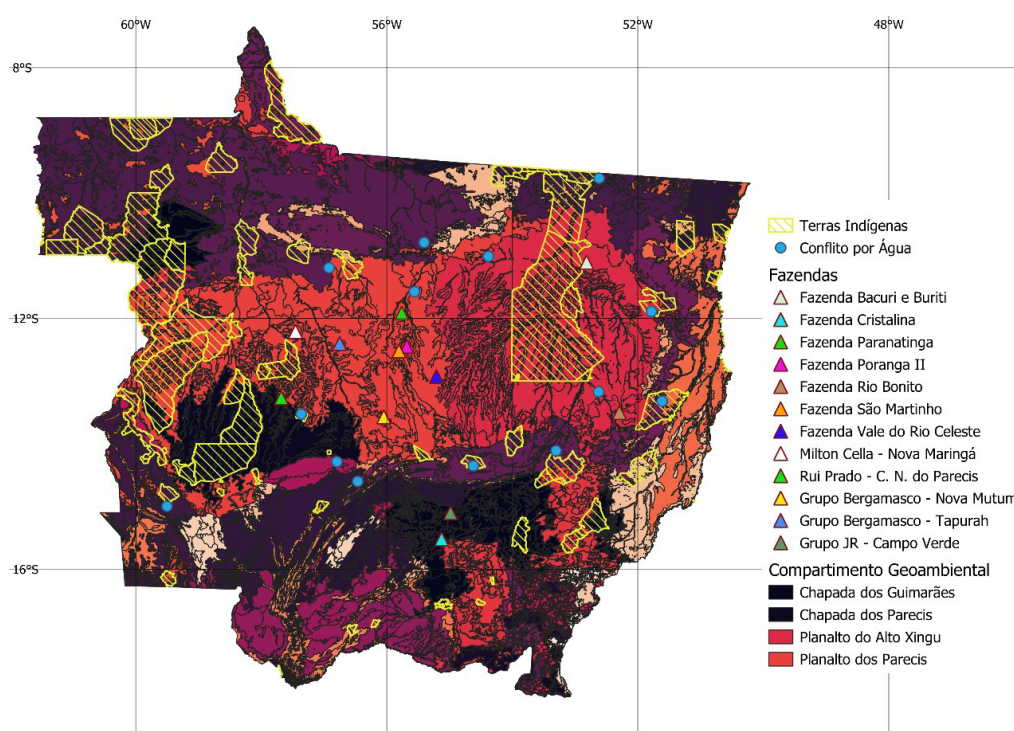 60°W 56°W 52°W 48°W
8°S
12°S
16°S
Terras Indígenas
Conflito por Água
Fazendas
Fazenda Bacuri e Buriti
Fazenda Cristalina
Fazenda Paranatinga
Fazenda Poranga II
Fazenda Rio Bonito
Fazenda São Martinho
Fazenda Vale do Rio Celeste
Milton Cella - Nova Maringá
Rui Prado - C. N. do Parecis
Grupo Bergamasco - Nova Mutum
Grupo Bergamasco - Tapurah
Grupo JR - Campo Verde
Compartimento Geoambiental
Chapada dos Guimarães
Chapada dos Parecis
Planalto do Alto Xingu
Planalto dos Parecis